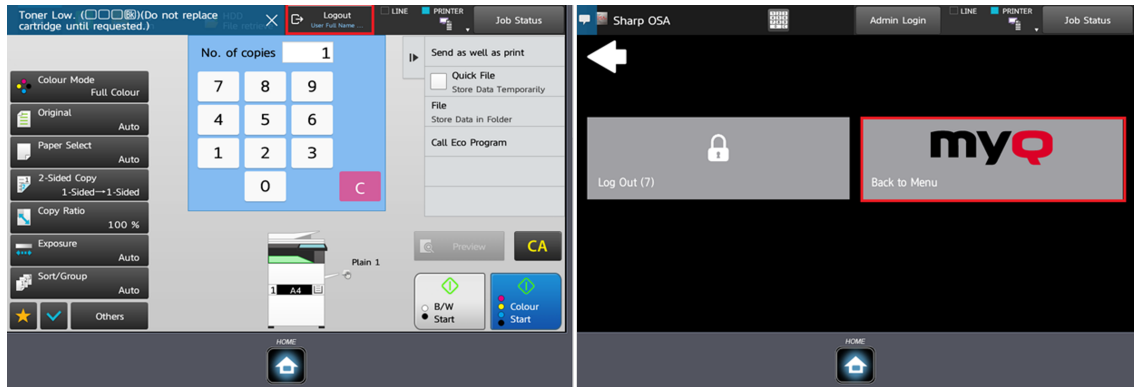 Toner Low. (Do not replace
cartridge until requested.)
HDD
Logout
User Full Name ...
LINE
PRINTER
Job Status
No. of copies
1
7
8
9
4
5
6
1
2
3
0
C
Colour Mode
Full Colour
Original
Auto
Paper Select
Auto
2-Sided Copy
1-Sided→1-Sided
Copy Ratio
100 %
Exposure
Auto
Sort/Group
Auto
Others
Send as well as print
Quick File
Store Data Temporarily
File
Store Data in Folder
Call Eco Program
Plain 1
1
A4
Preview
CA
B/W
Start
Colour
Start
HOME
Sharp OSA
Admin Login
LINE
PRINTER
Job Status
Log Out (7)
myQ
Back to Menu
HOME